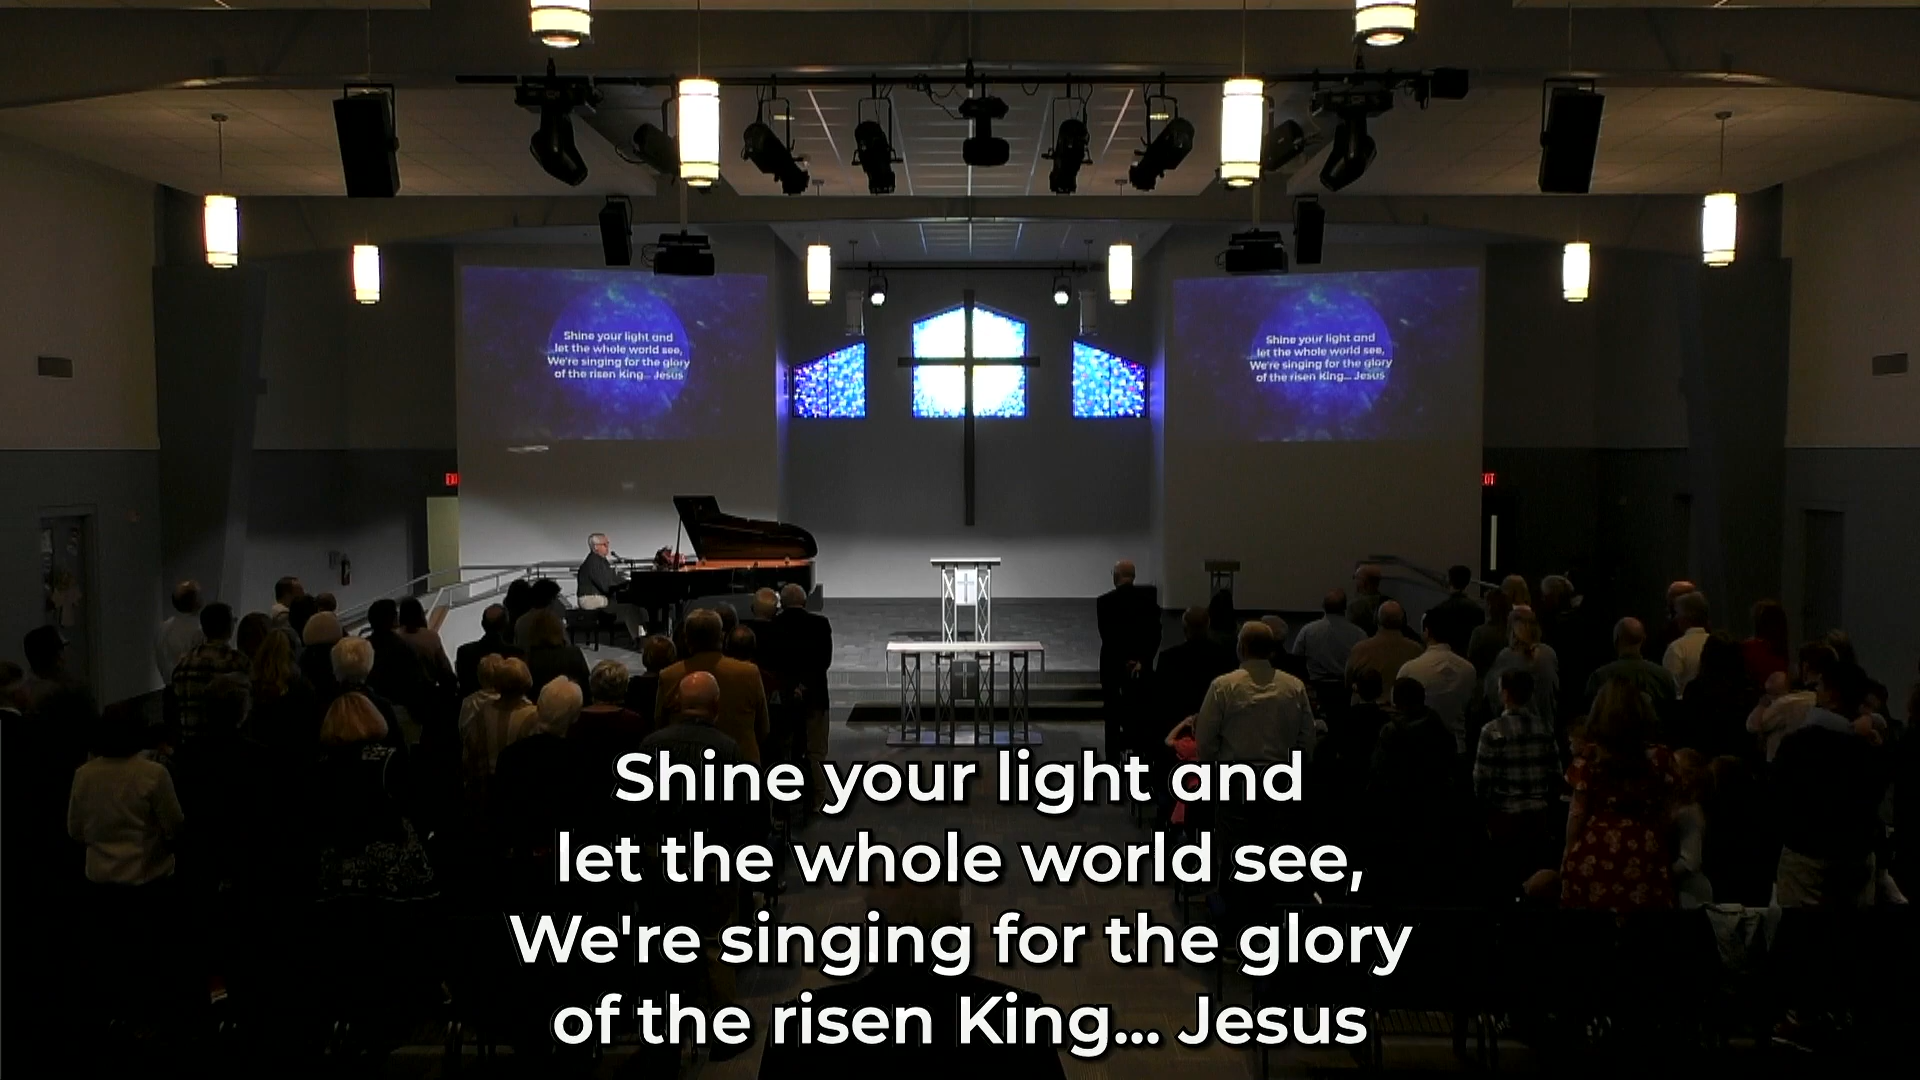 Shine your light and
let the whole world see,
We're singing for the glory
of the risen King... Jesus
Shine your light and
let the whole world see,
We're singing for the glory
of the risen King... Jesus
Shine your light and
let the whole world see,
We're singing for the glory
of the risen King... Jesus